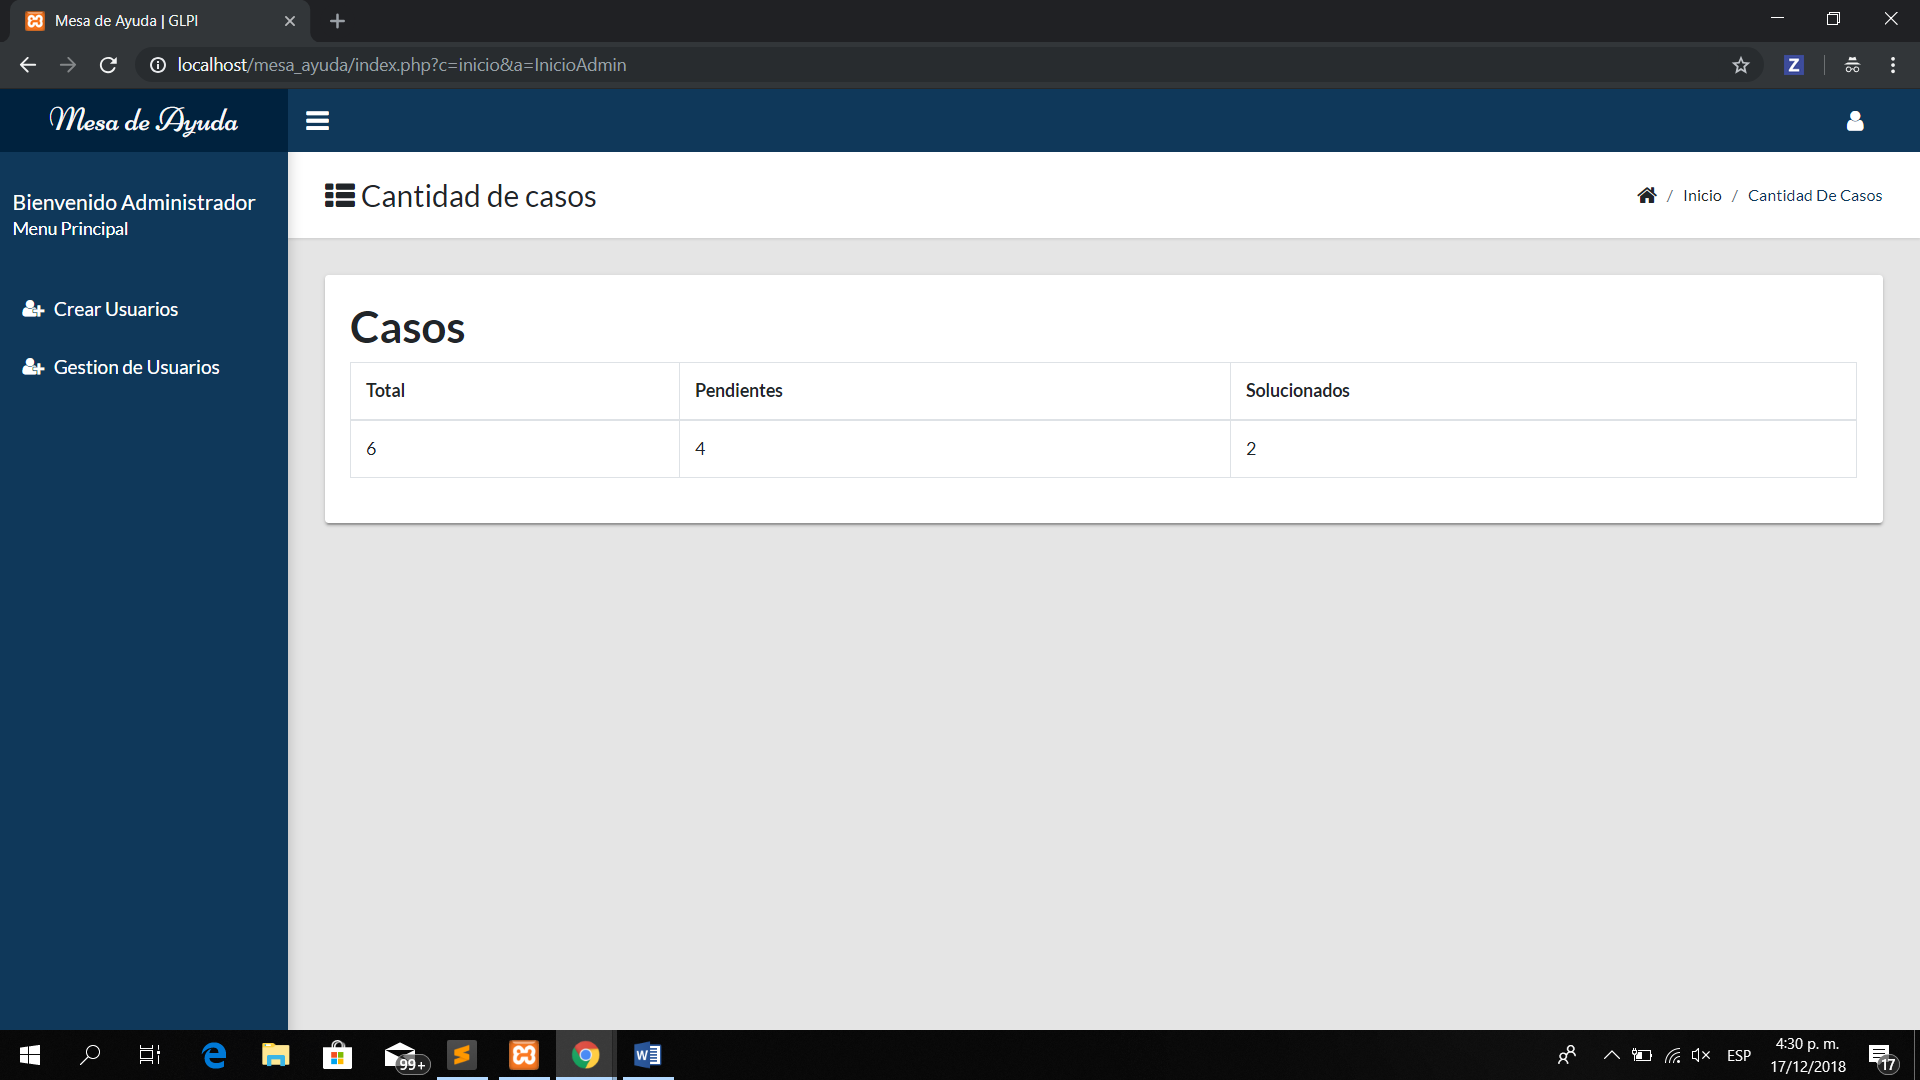 Mesa de Ayuda | GLPI
localhost/mesa_ayuda/index.php?c=inicio&a=InicioAdmin
Z
Mesa de Ayuda
Bienvenido Administrador
Menu Principal
Crear Usuarios
Gestion de Usuarios
Cantidad de casos
/ Inicio / Cantidad De Casos
Casos
Total Pendientes Solucionados
6 4 2
99+
ESP
4:30 p. m.
17/12/2018
17